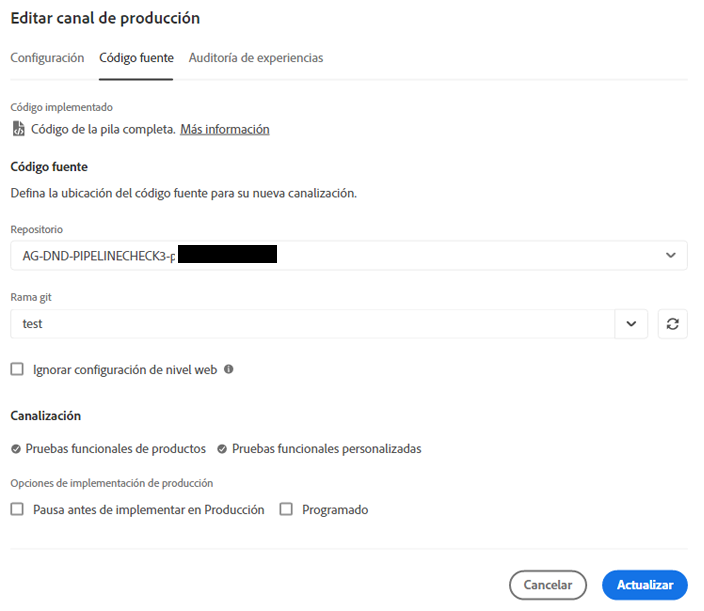 Editar canal de producción
Configuración Código fuente Auditoría de experiencias
Código implementado
Código de la pila completa. Más información
Código fuente
Defina la ubicación del código fuente para su nueva canalización.
Repositorio
AG-DND-PIPELINECHECK3-p
Rama git
test
Ignorar configuración de nivel web
Canalización
Pruebas funcionales de productos Pruebas funcionales personalizadas
Opciones de implementación de producción
Pausa antes de implementar en Producción Programado
Cancelar Actualizar